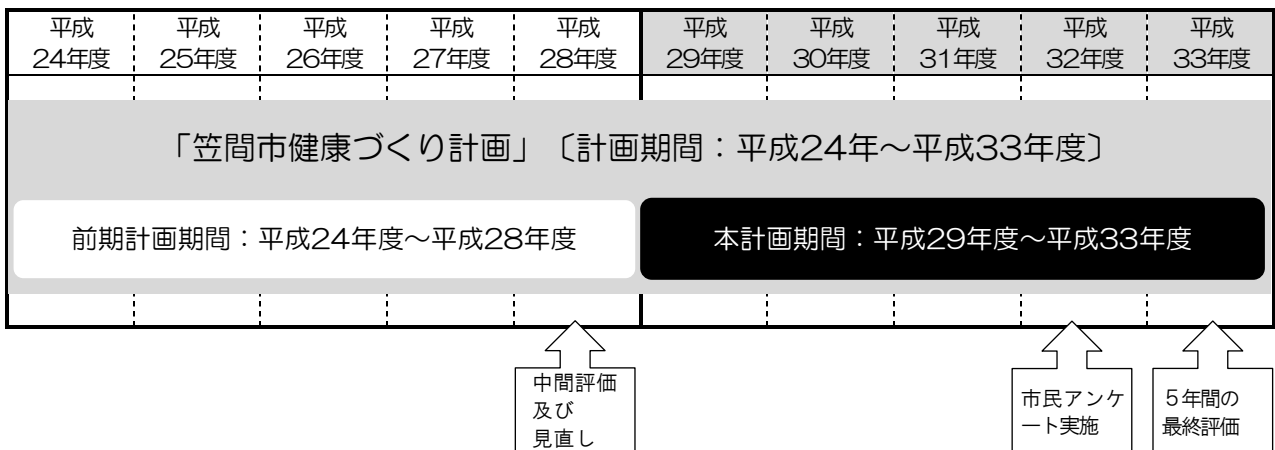 平成 平成 平成 平成 平成 平成 平成 平成 平成 平成
24年度 25年度 26年度 27年度 28年度 29年度 30年度 31年度 32年度 33年度
「笠間市健康づくり計画」〔計画期間：平成24年～平成33年度〕
前期計画期間：平成24年度～平成28年度
本計画期間：平成29年度～平成33年度
中間評価
及び
見直し
市民アンケ
ート実施
５年間の
最終評価